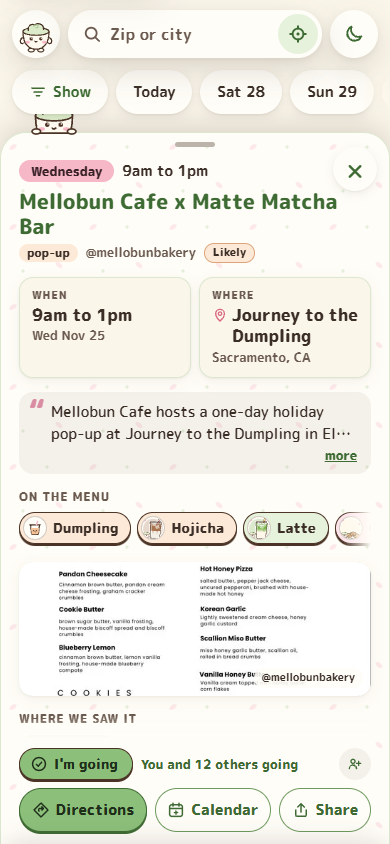 Zip or city
Show
Today
Sat 28
Sun 29
Wednesday 9am to 1pm
Mellobun Cafe x Matte Matcha
Bar
pop-up @mellobunbakery Likely
WHEN
9am to 1pm
Wed Nov 25
WHERE
Journey to the
Dumpling
Sacramento, CA
Mellobun Cafe hosts a one-day holiday
pop-up at Journey to the Dumpling in El···
more
ON THE MENU
Dumpling
Hojicha
Latte
Pandan Cheesecake
Cinnamon brown butter, pandan cream
cheese frosting, graham cracker
crumbles
Cookie Butter
brown sugar butter, vanilla frosting,
house-made biscoff spread and biscoff
crumbles
Blueberry Lemon
cinnamon brown butter, lemon vanilla
frosting, house-made blueberry
compote
COOKIES
Hot Honey Pizza
salted butter, pepper jack cheese,
uncured pepperoni, brushed with house-
made hot honey
Korean Garlic
Lightly sweetened cream cheese, honey
garlic custard
Scallion Miso Butter
miso honey garlic butter, scallion oil,
rolled in bread crumbs
Vanilla Honey Bu
Vanilla cream
corn flakes
@mellobunbakery
WHERE WE SAW IT
I'm going
You and 12 others going
Directions
Calendar
Share